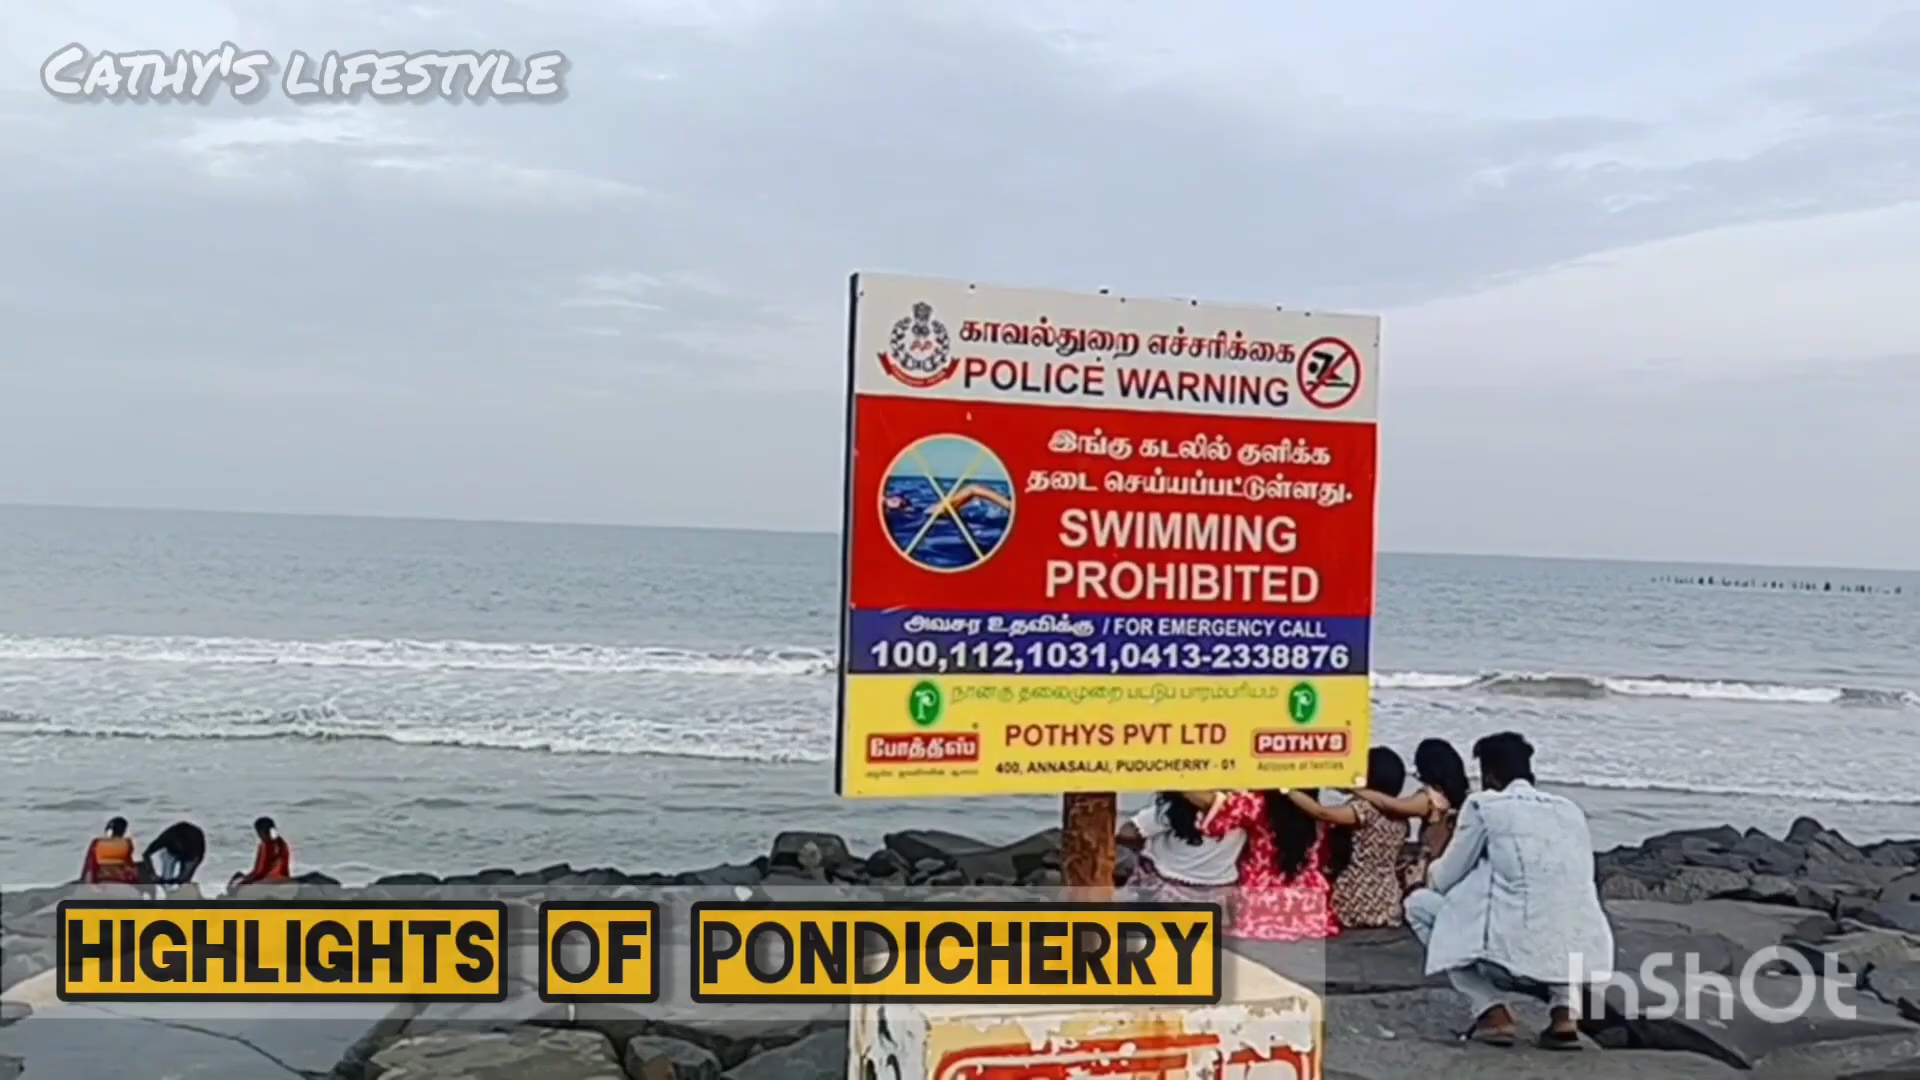 CATHY'S LIFESTYLE
காவல்துறை எச்சரிக்கை
POLICE WARNING
இங்கு கடலில் குளிக்க
தடை செய்யப்பட்டுள்ளது.
SWIMMING
PROHIBITED
அவசர உதவிக்கு / FOR EMERGENCY CALL
100,112,1031,0413-2338876
நான்கு தலைமுறை பட்டுப் பாரம்பரியம்
போத்தீஸ்
POTHYS PVT LTD
POTHYS
400, ANNASALAI, PUDUCHERRY - 01
HIGHLIGHTS OF PONDICHERRY
InShOt